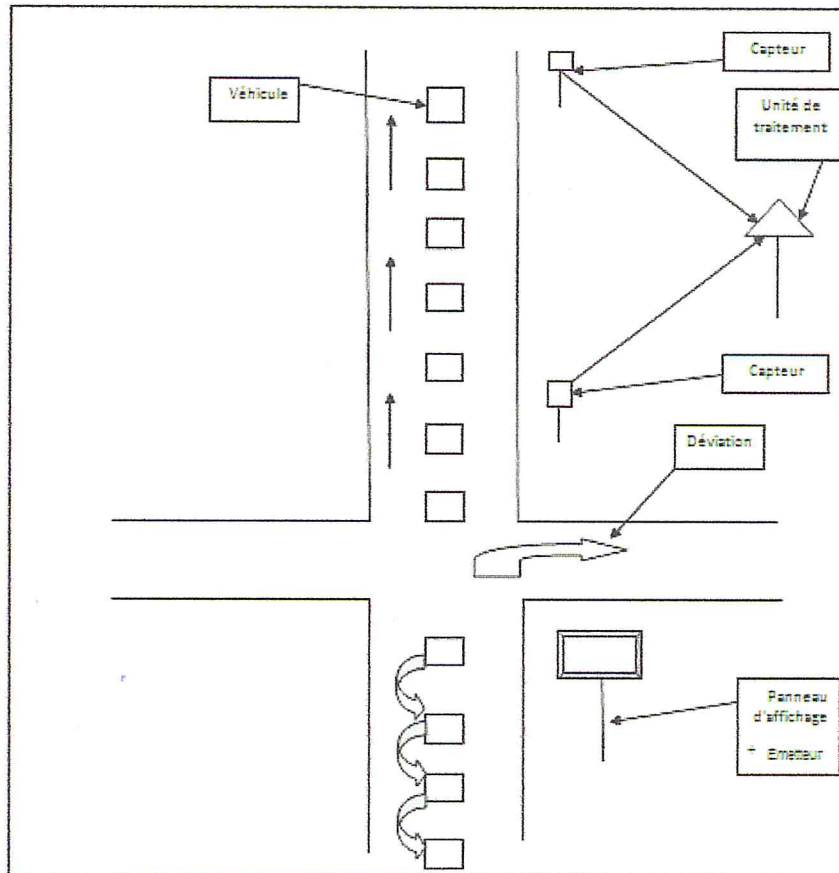 Capteur
Véhicule
Unité de
traitement
Capteur
Déviation
Panneau
d'affichage
+ Emetteur